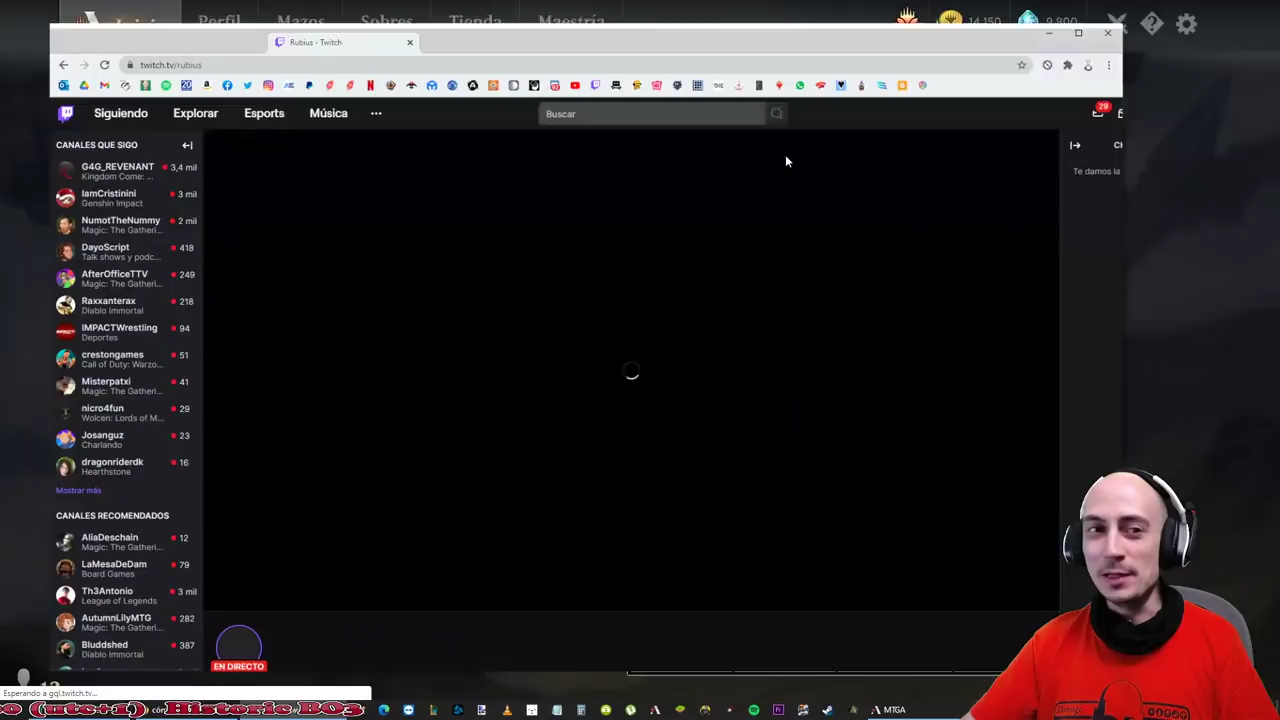 Perfil Mazos Sobres Tienda Maestría 14,150 9,800
Rubius - Twitch
twitch.tv/rubius
Siguiendo Explorar Esports Música Buscar 29
CANALES QUE SIGO
G4G_REVENANT 3,4 mil
Kingdom Come: ...
IamCristinini 3 mil
Genshin Impact
NumotTheNummy 2 mil
Magic: The Gatheri...
DayoScript 418
Talk shows y podc...
AfterOfficeTTV 249
Magic: The Gatheri...
Raxxanterax 218
Diablo Immortal
IMPACTWrestling 94
Deportes
crestongames 51
Call of Duty: Warzo...
Misterpatxi 41
Magic: The Gatheri...
nicro4fun 29
Wolcen: Lords of M...
Josanguz 23
Charlando
dragonriderdk 16
Hearthstone
Mostrar más
CANALES RECOMENDADOS
AliaDeschain 12
Magic: The Gatheri...
LaMesaDeDam 79
Board Games
Th3Antonio 3 mil
League of Legends
AutumnLilyMTG 282
Magic: The Gatheri...
Bluddshed 387
Diablo Immortal
CH
Te damos la
EN DIRECTO
Esperando a gql.twitch.tv...
(utc+1) Historic BO3
MTGA